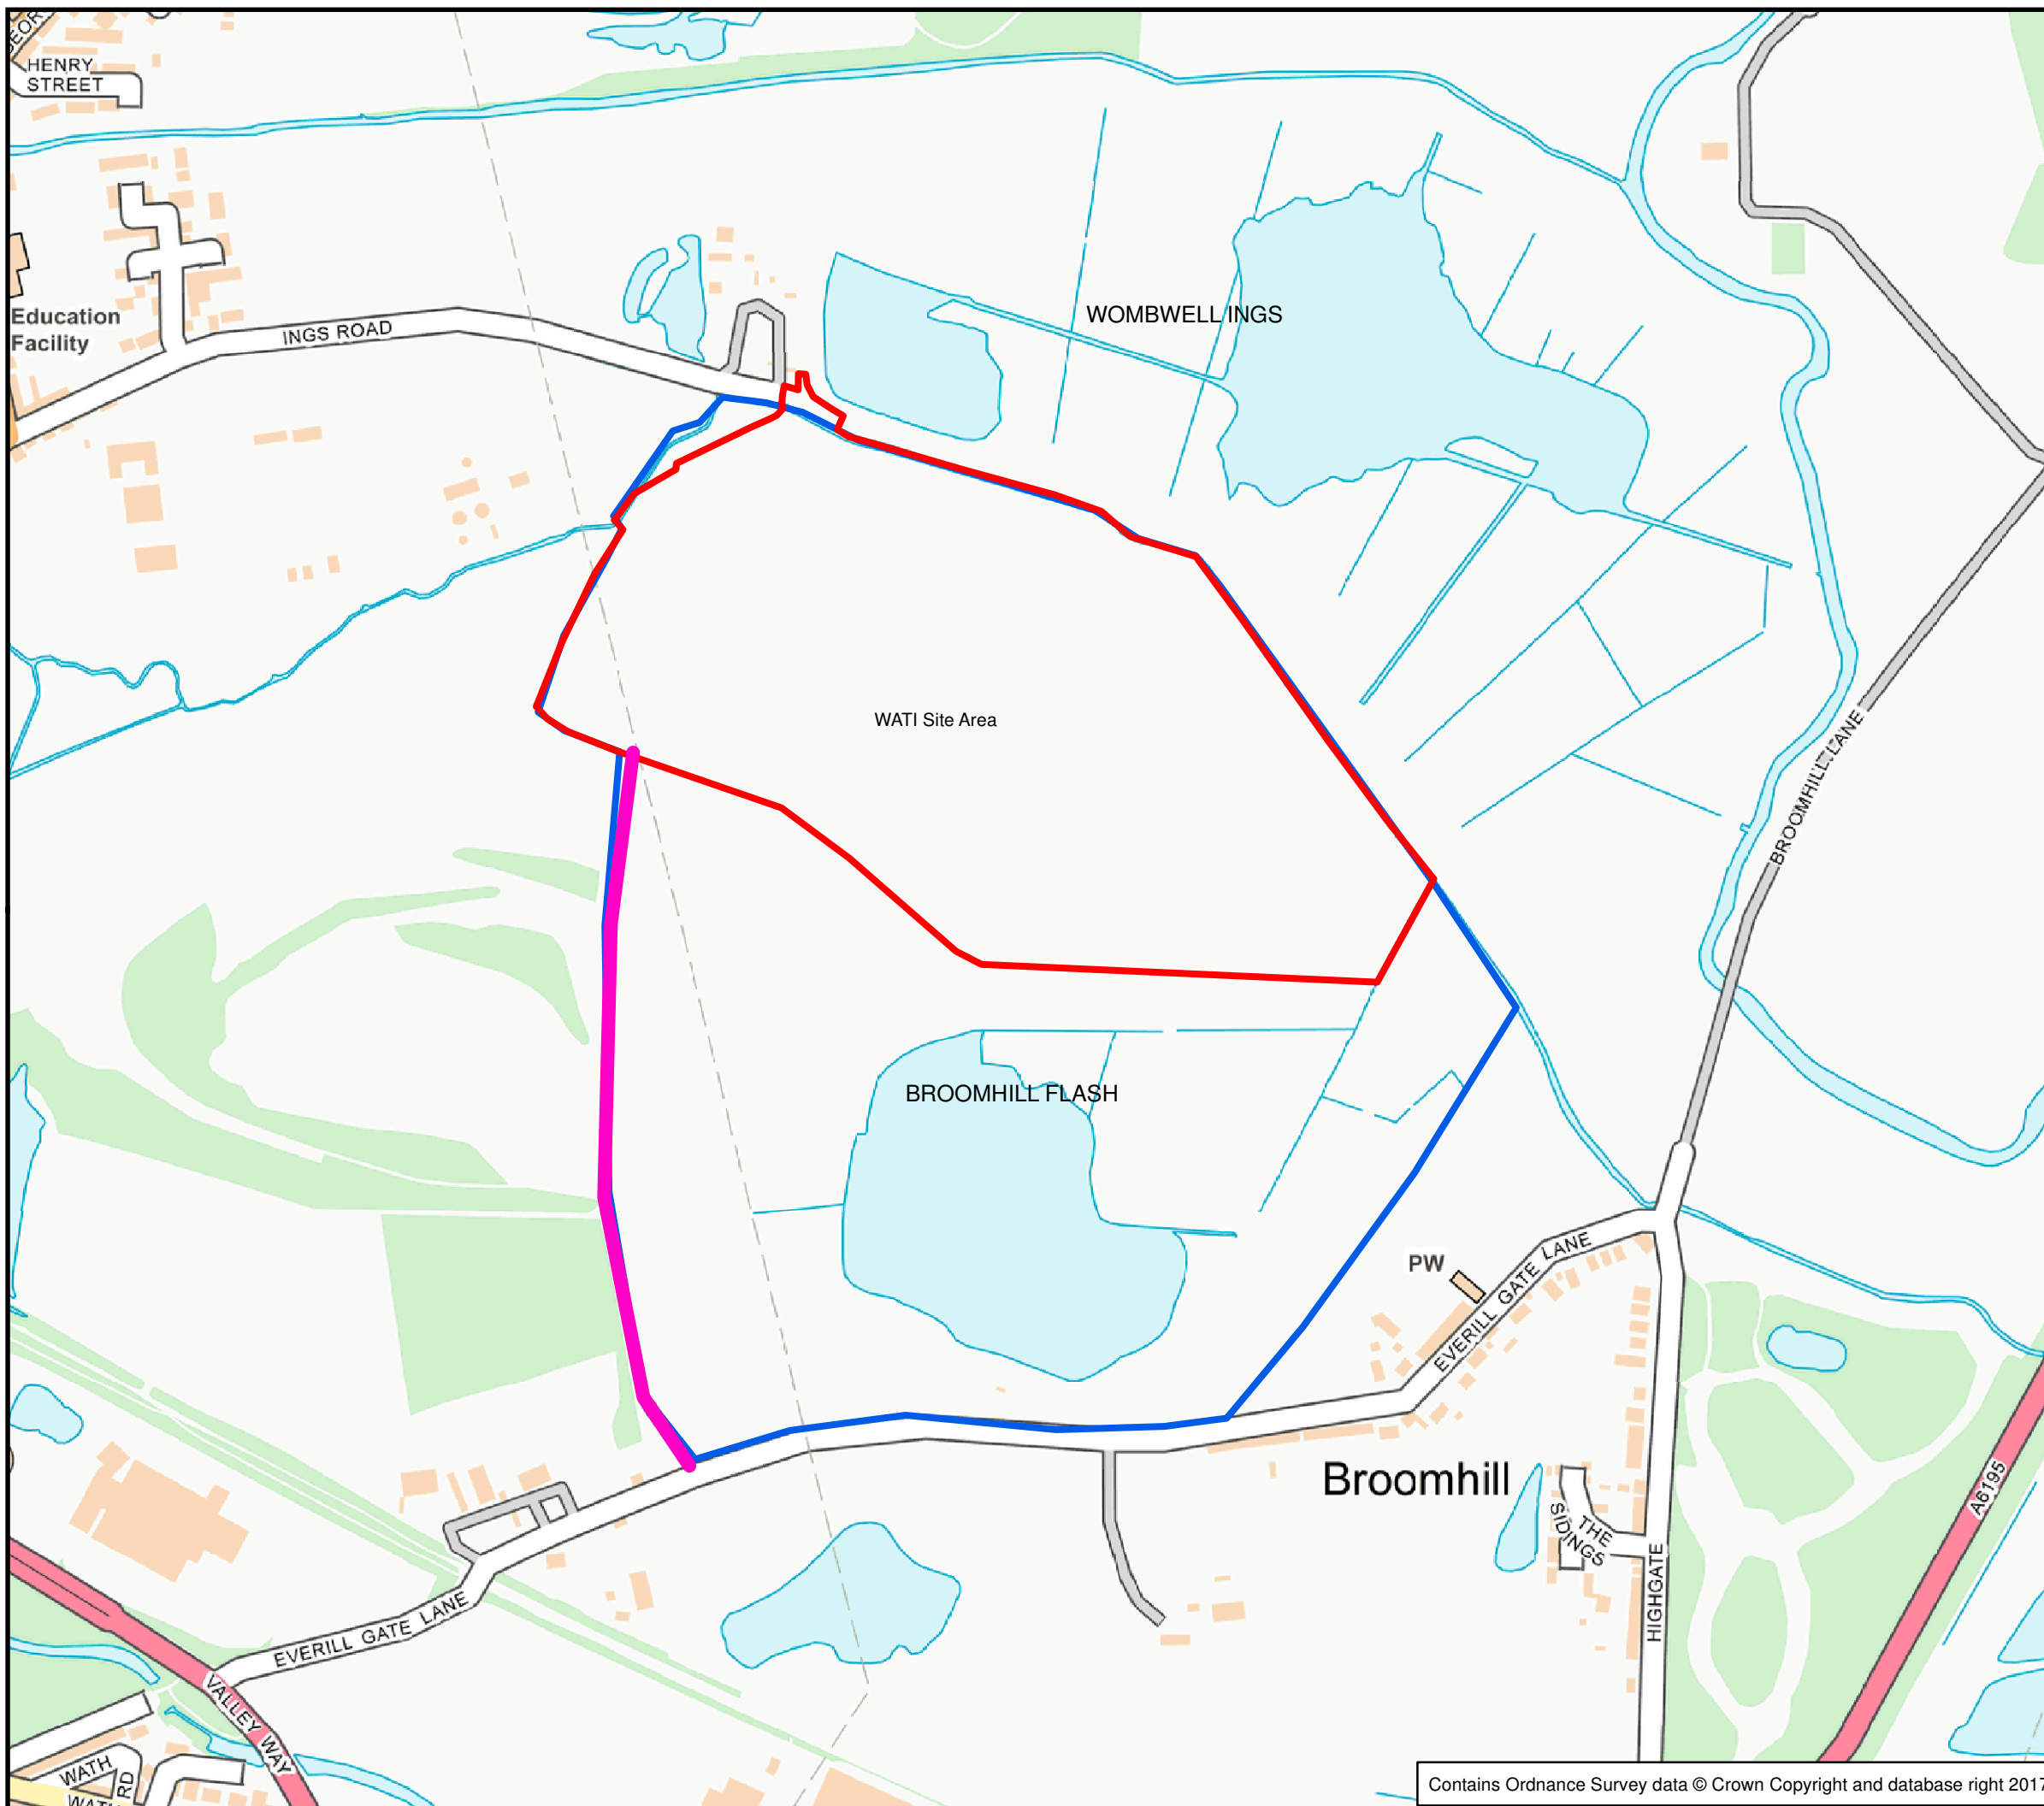 HENRY
STREET
Education
Facility
INGS ROAD
WOMBWELL INGS
WATI Site Area
BROOMHILL LANE
BROOMHILL FLASH
PW
EVERILL GATE LANE
Broomhill
THE
SIDINGS
HIGHGATE
A6195
EVERILL GATE LANE
VALLEY WAY
WATH
RD
Contains Ordnance Survey data © Crown Copyright and database right 2017